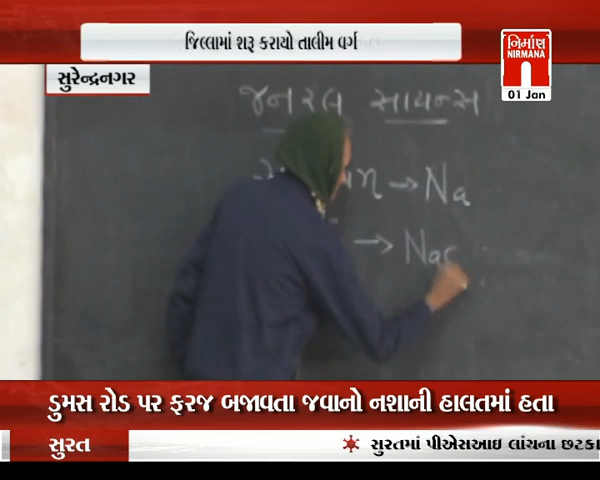 જિલ્લામાં શરૂ કરાયો તાલીમ વર્ગ
નિર્માણ
NIRMANA
01 Jan
સુરેન્દ્રનગર
જનરલ સાયન્સ
→ Na
→ Nac
ડુમસ રોડ પર ફરજ બજાવતા જવાનો નશાની હાલતમાં હતા
સુરત
સુરતમાં પીએસઆઇ લાંચના છટકા